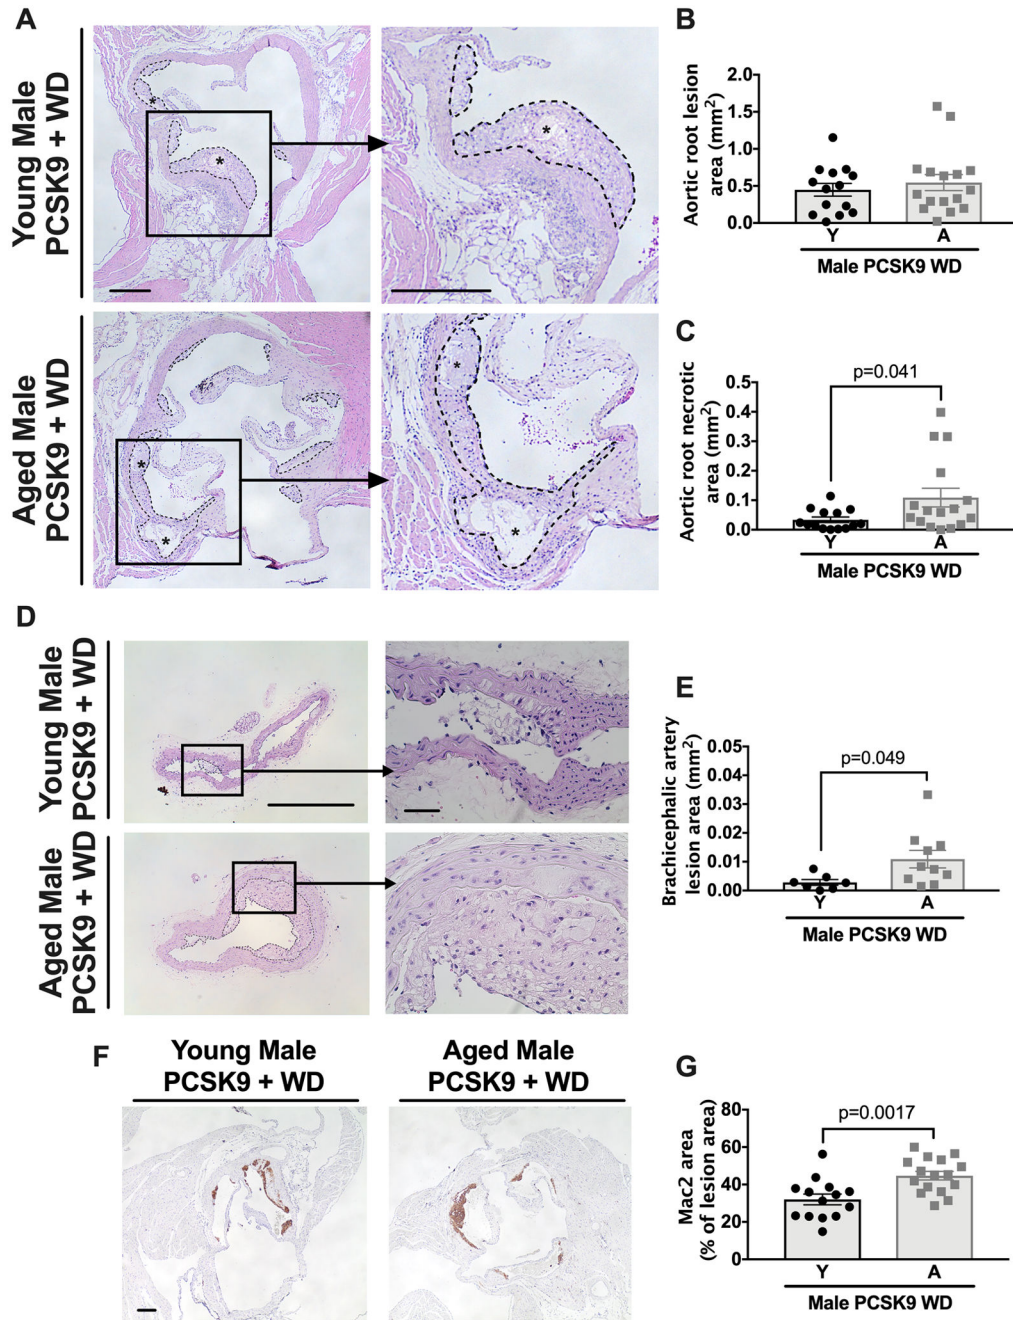 A
Young Male
PCSK9 + WD
*
*
*
Aged Male
PCSK9 + WD
*
*
*
*
B
Aortic root lesion
area (mm²)
2.0
1.5
1.0
0.5
0.0
Y
A
Male PCSK9 WD
C
Aortic root necrotic
area (mm²)
0.5
0.4
0.3
0.2
0.1
0.0
p=0.041
Y
A
Male PCSK9 WD
D
Young Male
PCSK9 + WD
Aged Male
PCSK9 + WD
E
Brachicephalic artery
lesion area (mm²)
0.05
0.04
0.03
0.02
0.01
0.00
p=0.049
Y
A
Male PCSK9 WD
F
Young Male
PCSK9 + WD
Aged Male
PCSK9 + WD
G
Mac2 area
(% of lesion area)
80
60
40
20
0
p=0.0017
Y
A
Male PCSK9 WD